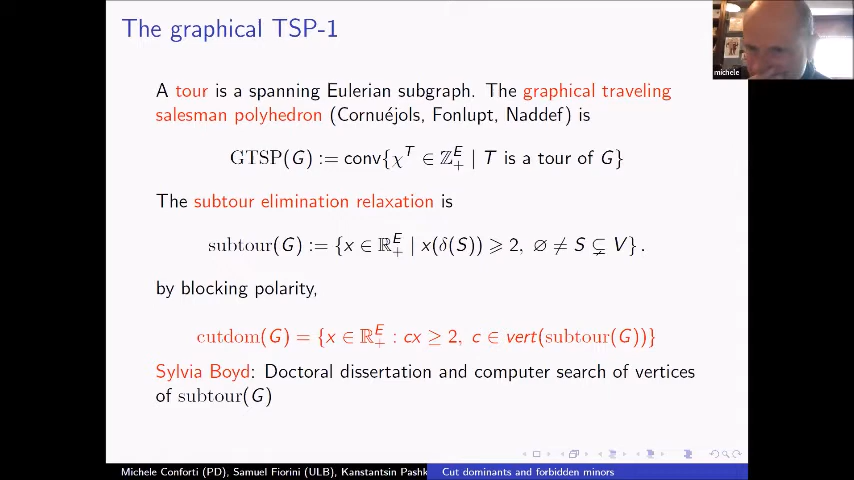 The graphical TSP-1
michele
A tour is a spanning Eulerian subgraph. The graphical traveling
salesman polyhedron (Cornuéjols, Fonlupt, Naddef) is
GTSP(G) := conv{χ^T ∈ ℤ^E_+ | T is a tour of G}
The subtour elimination relaxation is
subtour(G) := {x ∈ ℝ^E_+ | x(δ(S)) ⩾ 2, ∅ ≠ S ⊊ V} .
by blocking polarity,
cutdom(G) = {x ∈ ℝ^E_+ : cx ≥ 2, c ∈ vert(subtour(G))}
Sylvia Boyd: Doctoral dissertation and computer search of vertices
of subtour(G)
Michele Conforti (PD), Samuel Fiorini (ULB), Kanstantsin Pashk
Cut dominants and forbidden minors